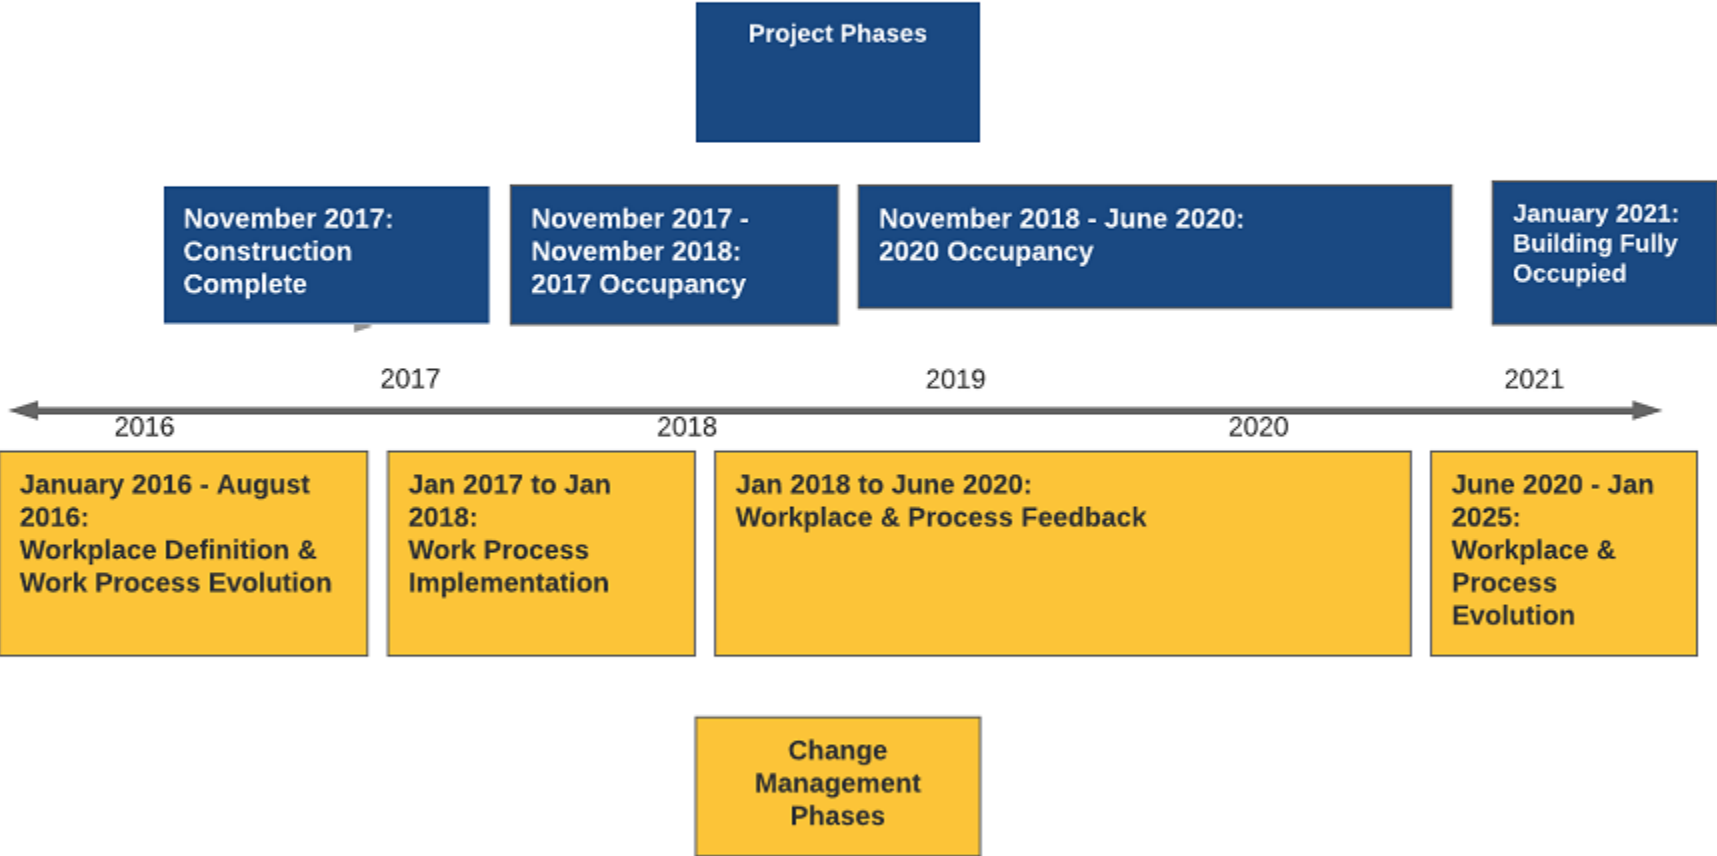 Project Phases
November 2017:
Construction
Complete
November 2017 -
November 2018:
2017 Occupancy
November 2018 - June 2020:
2020 Occupancy
January 2021:
Building Fully
Occupied
2017
2019
2021
2016
2018
2020
January 2016 - August
2016:
Workplace Definition &
Work Process Evolution
Jan 2017 to Jan
2018:
Work Process
Implementation
Jan 2018 to June 2020:
Workplace & Process Feedback
June 2020 - Jan
2025:
Workplace &
Process
Evolution
Change
Management
Phases